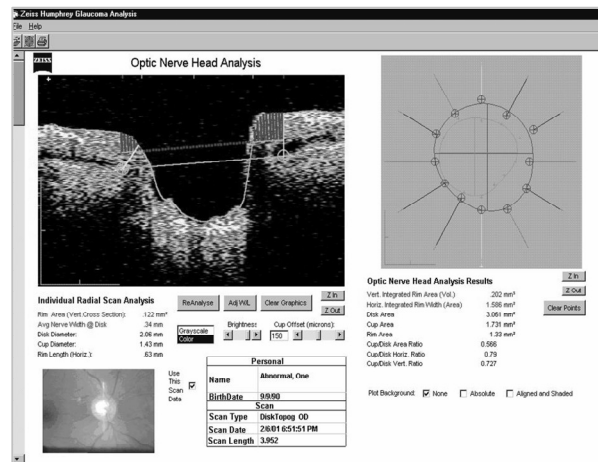 Zeiss Humphrey Glaucoma Analysis
File Help
ZEISS
Optic Nerve Head Analysis
Individual Radial Scan Analysis
Rim Area (Vert.Cross Section): .122 mm²
Avg Nerve Width @ Disk: .34 mm
Disk Diameter: 2.06 mm
Cup Diameter: 1.43 mm
Rim Length (Horiz.): .63 mm
ReAnalyse
Adj W/L
Clear Graphics
Z In
Z Out
Grayscale
Color
Brightness
Cup Offset (microns):
150
Use
This
Scan
Data
Personal
Name Abnormal, One
BirthDate 9/9/90
Scan
Scan Type DiskTopog OD
Scan Date 2/6/01 6:51:51 PM
Scan Length 3.952
Optic Nerve Head Analysis Results
Vert. Integrated Rim Area (Vol.) .202 mm³
Horiz. Integrated Rim Width (Area) 1.586 mm²
Disk Area 3.061 mm²
Cup Area 1.731 mm²
Rim Area 1.33 mm²
Cup/Disk Area Ratio 0.566
Cup/Disk Horiz. Ratio 0.79
Cup/Disk Vert. Ratio 0.727
Z In
Z Out
Clear Points
Plot Background: None Absolute Aligned and Shaded